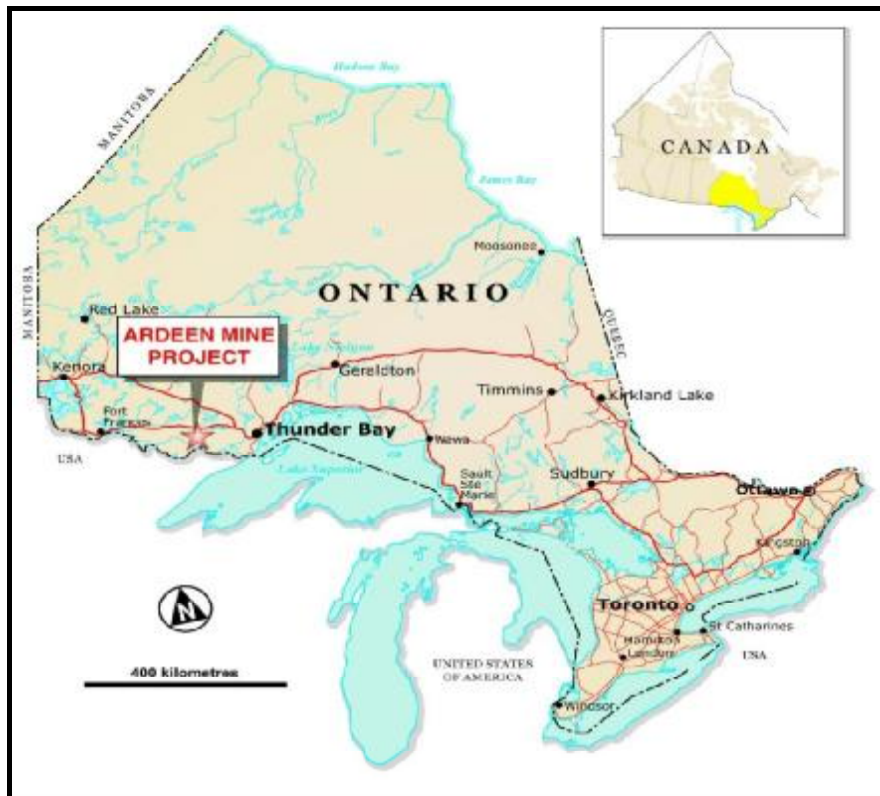 Hudson Bay
MANITOBA
CANADA
James Bay
Moosonee
ONTARIO
MANITOBA
QUEBEC
Red Lake
ARDEEN MINE
PROJECT
Kenora
Geraldton
Timmins
Kirkland Lake
Fort
Thunder Bay
Wawa
USA
Lake Superior
Sault
Ste
Marie
Sudbury
Ottawa
Kingston
Toronto
N
St Catharines
Hamilton
London
USA
400 kilometres
UNITED STATES
OF AMERICA
Windsor